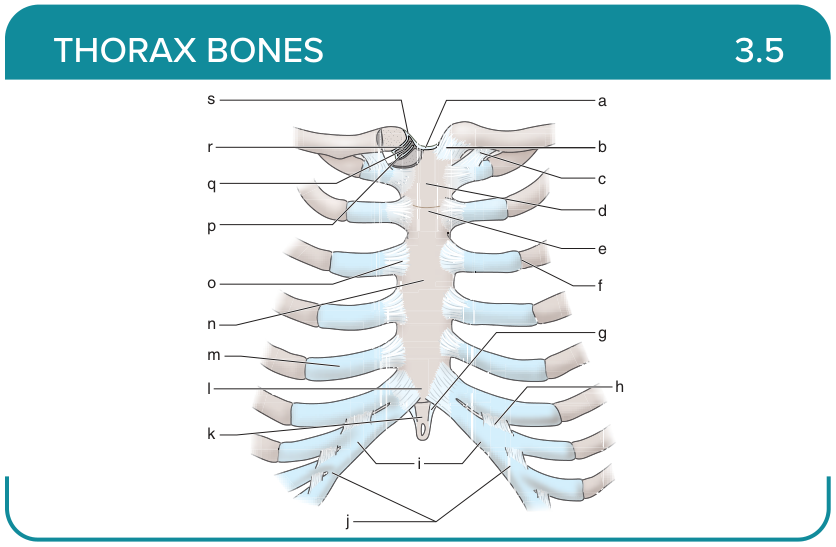 THORAX BONES 3.5
s a
r b
q c
p d
e
o f
n g
m h
l
k i
j